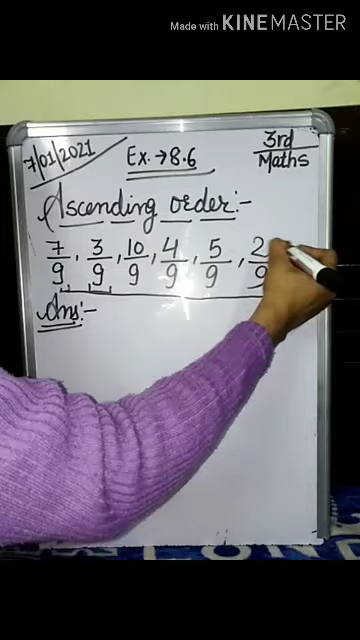 Made with KINEMASTER
7/01/2021
Ex.→8.6
3rd
Maths
Ascending order:-
7/9, 3/9, 10/9, 4/9, 5/9, 2/9
Ans:-